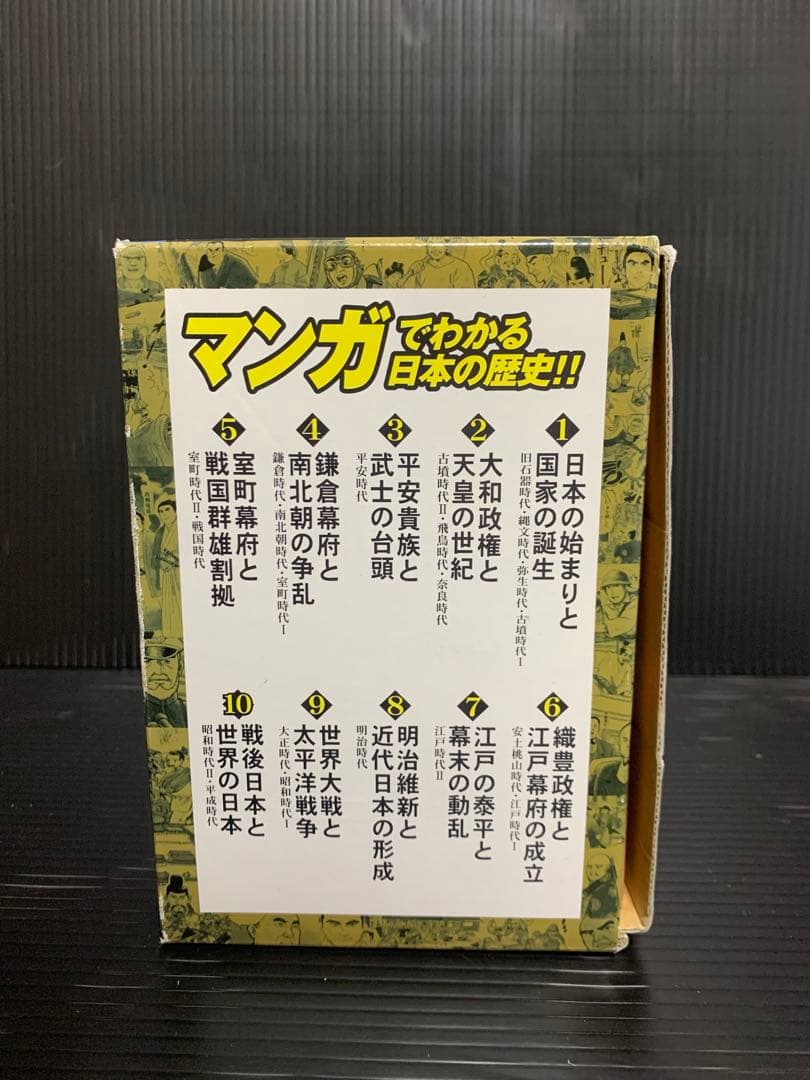 マンガでわかる
日本の歴史!!
1
日本の始まりと
国家の誕生
旧石器時代・縄文時代・弥生時代・古墳時代Ⅰ
2
大和政権と
天皇の世紀
古墳時代Ⅱ・飛鳥時代・奈良時代
3
平安貴族と
武士の台頭
平安時代
4
鎌倉幕府と
南北朝の争乱
鎌倉時代・南北朝時代・室町時代Ⅰ
5
室町幕府と
戦国群雄割拠
室町時代Ⅱ・戦国時代
6
織豊政権と
江戸幕府の成立
安土桃山時代・江戸時代Ⅰ
7
江戸の泰平と
幕末の動乱
江戸時代Ⅱ
8
明治維新と
近代日本の形成
明治時代
9
世界大戦と
太平洋戦争
大正時代・昭和時代Ⅰ
10
戦後日本と
世界の日本
昭和時代Ⅱ・平成時代